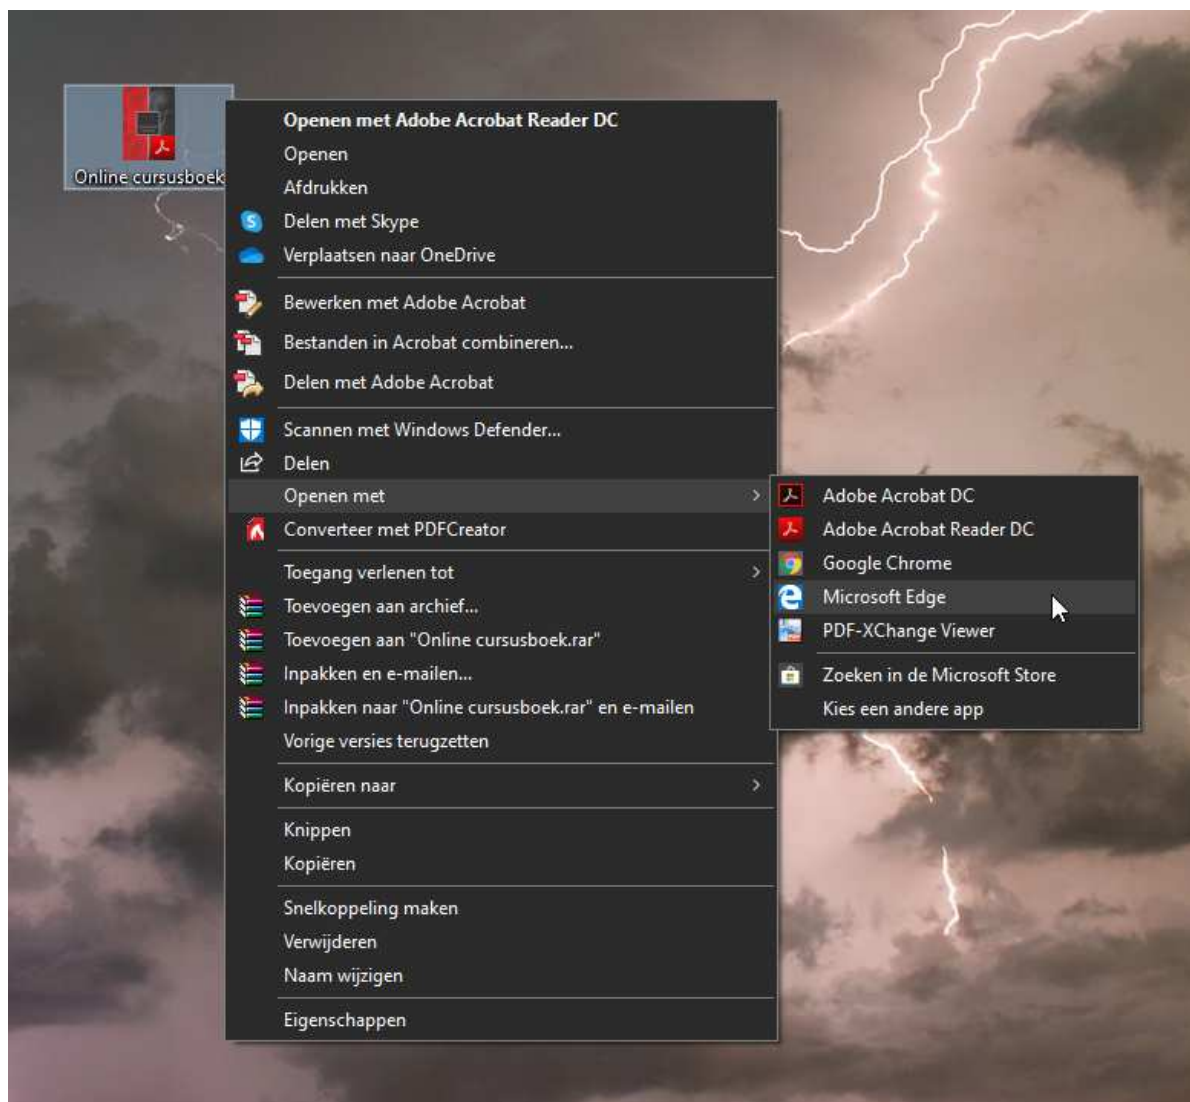 Online cursusboek
Openen met Adobe Acrobat Reader DC
Openen
Afdrukken
Delen met Skype
Verplaatsen naar OneDrive
Bewerken met Adobe Acrobat
Bestanden in Acrobat combineren...
Delen met Adobe Acrobat
Scannen met Windows Defender...
Delen
Openen met
Converteer met PDFCreator
Toegang verlenen tot
Toevoegen aan archief...
Toevoegen aan "Online cursusboek.rar"
Inpakken en e-mailen...
Inpakken naar "Online cursusboek.rar" en e-mailen
Vorige versies terugzetten
Kopiëren naar
Knippen
Kopiëren
Snelkoppeling maken
Verwijderen
Naam wijzigen
Eigenschappen
Adobe Acrobat DC
Adobe Acrobat Reader DC
Google Chrome
Microsoft Edge
PDF-XChange Viewer
Zoeken in de Microsoft Store
Kies een andere app